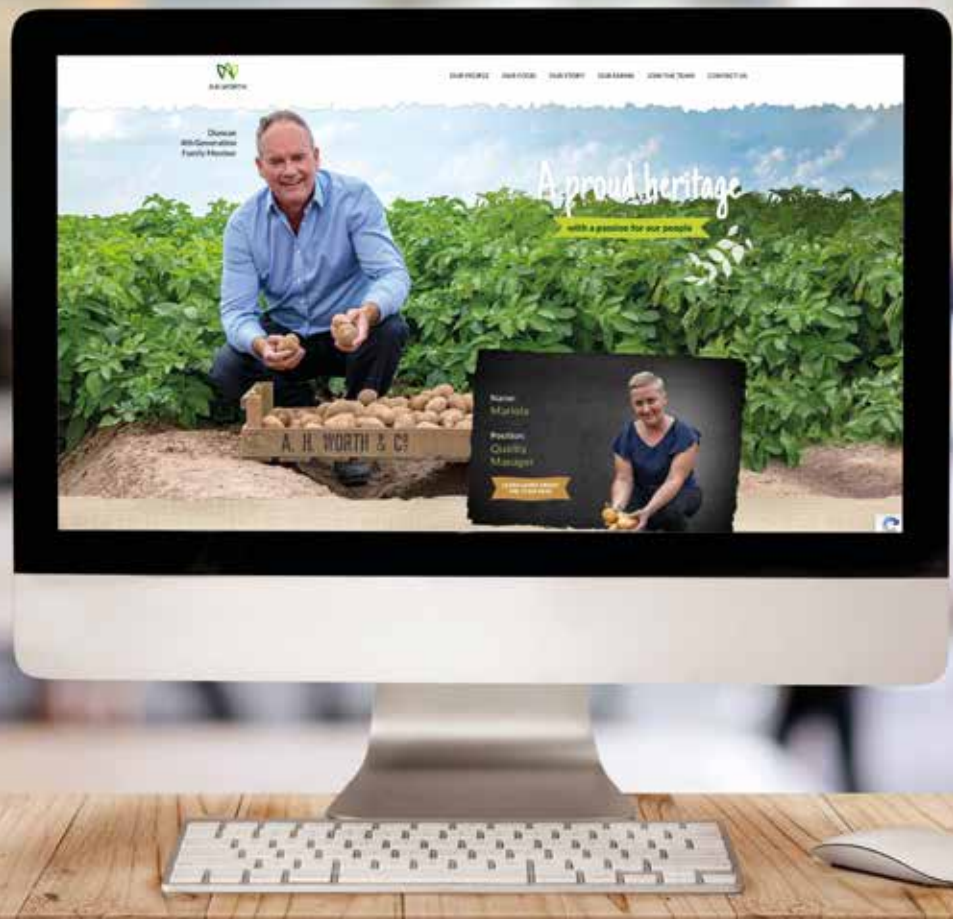 A.H. WORTH
OUR PEOPLE OUR FOOD OUR STORY OUR FARMS JOIN THE TEAM CONTACT US
Duncan
4th Generation
Family Member
A proud heritage
with a passion for our people
A. H. WORTH & Co
Name:
Mariola
Position:
Quality
Manager